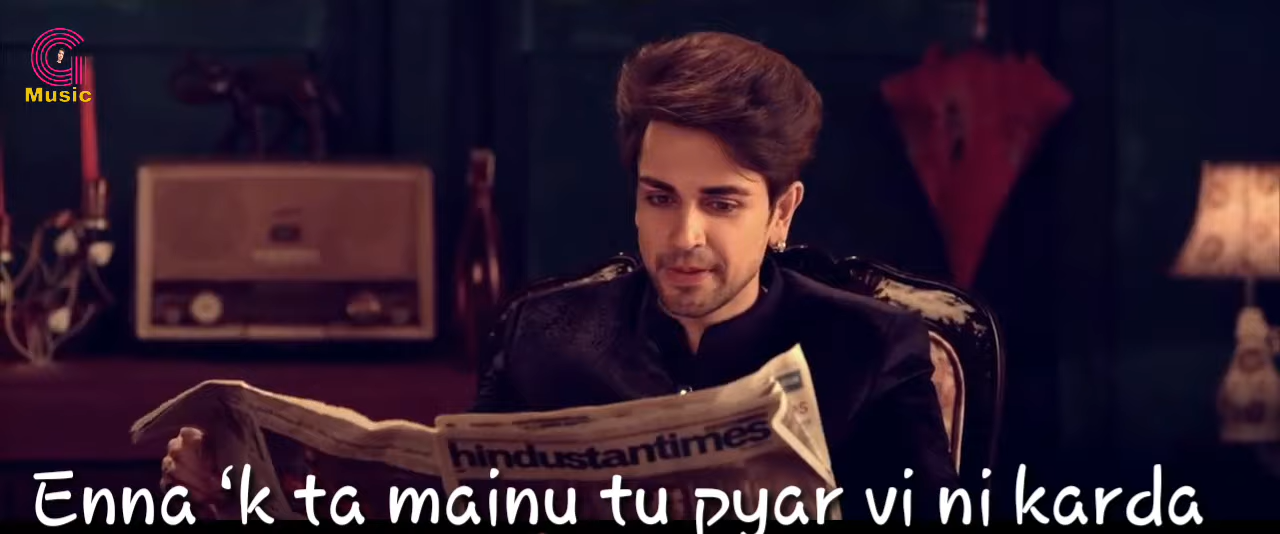 G
Music
hindustantimes
Enna ‘k ta mainu tu pyar vi ni karda